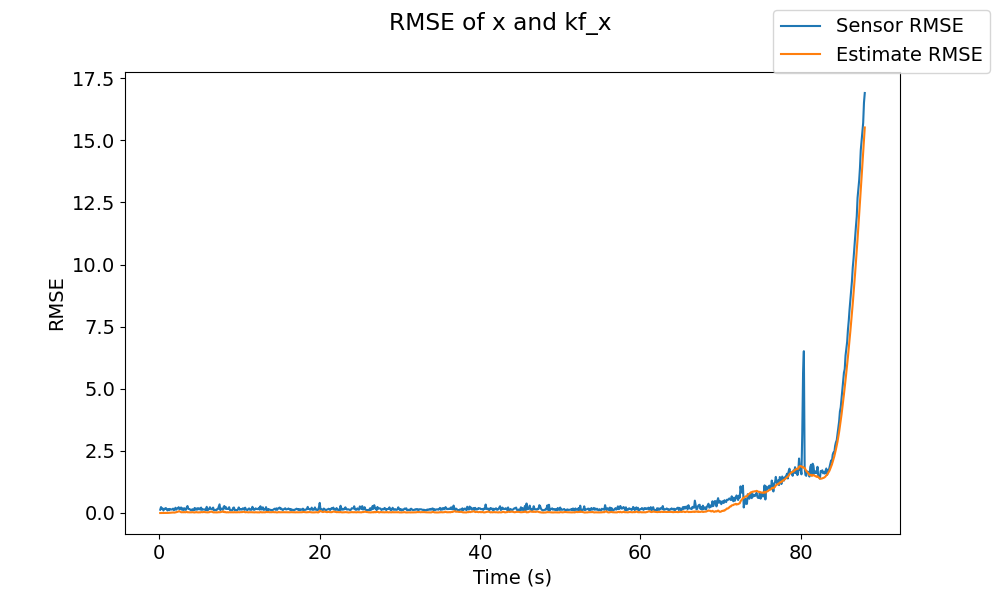 RMSE of x and kf_x
Sensor RMSE
Estimate RMSE
17.5
15.0
12.5
10.0
7.5
5.0
2.5
0.0
RMSE
0
20
40
60
80
Time (s)